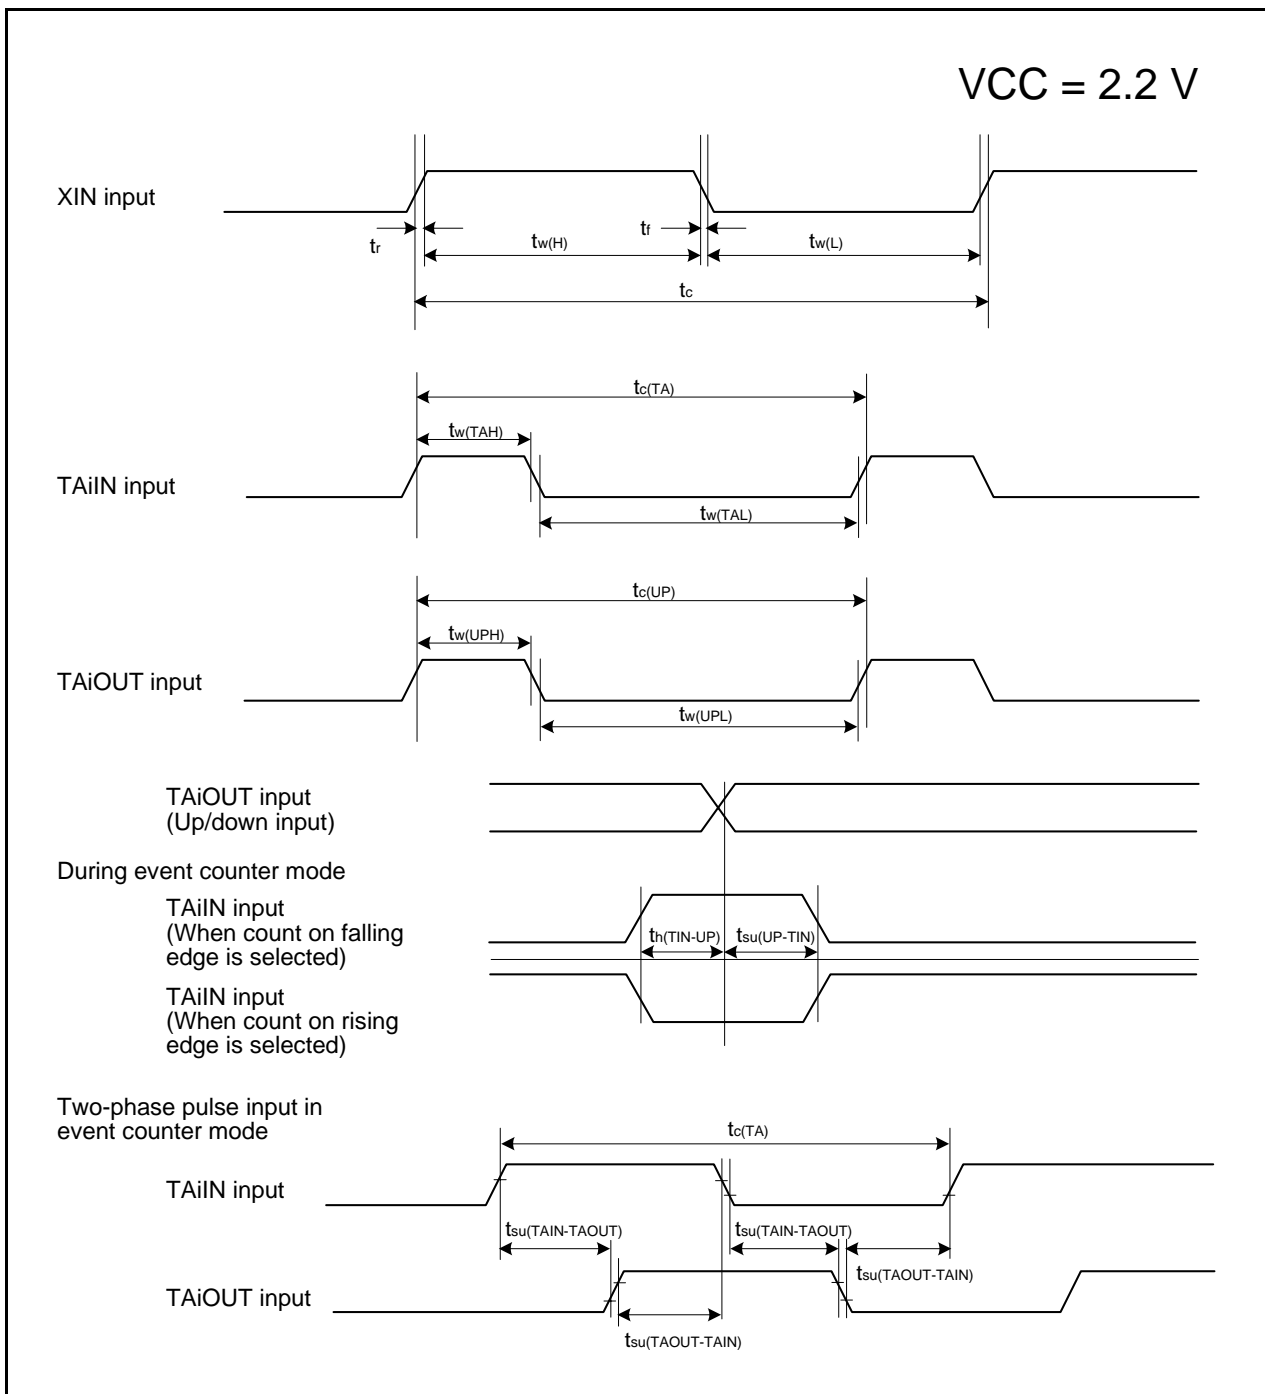 VCC = 2.2 V
XIN input
tr
tw(H)
tf
tw(L)
tc
tc(TA)
tw(TAH)
TAiIN input
tw(TAL)
tc(UP)
tw(UPH)
TAiOUT input
tw(UPL)
TAiOUT input
(Up/down input)
During event counter mode
TAiIN input
(When count on falling
edge is selected)
th(TIN-UP)
tsu(UP-TIN)
TAiIN input
(When count on rising
edge is selected)
Two-phase pulse input in
event counter mode
tc(TA)
TAiIN input
tsu(TAIN-TAOUT)
tsu(TAIN-TAOUT)
tsu(TAOUT-TAIN)
TAiOUT input
tsu(TAOUT-TAIN)